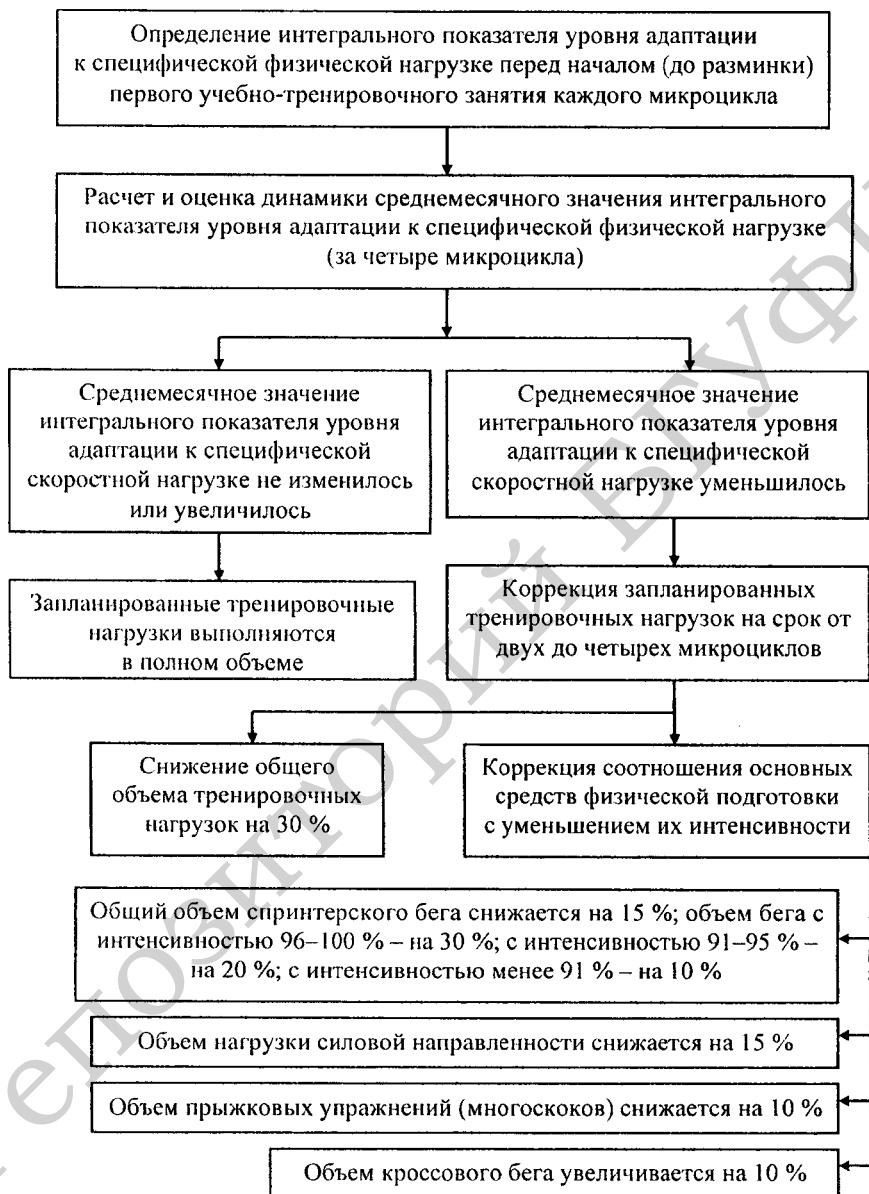 Определение интегрального показателя уровня адаптации
к специфической физической нагрузке перед началом (до разминки)
первого учебно-тренировочного занятия каждого микроцикла
Расчет и оценка динамики среднемесячного значения интегрального
показателя уровня адаптации к специфической физической нагрузке
(за четыре микроцикла)
Среднемесячное значение
интегрального показателя уровня
адаптации к специфической
скоростной нагрузке не изменилось
или увеличилось
Среднемесячное значение
интегрального показателя уровня
адаптации к специфической
скоростной нагрузке уменьшилось
Запланированные тренировочные
нагрузки выполняются
в полном объеме
Коррекция запланированных
тренировочных нагрузок на срок от
двух до четырех микроциклов
Снижение общего
объема тренировочных
нагрузок на 30 %
Коррекция соотношения основных
средств физической подготовки
с уменьшением их интенсивности
Общий объем спринтерского бега снижается на 15 %; объем бега с
интенсивностью 96–100 % – на 30 %; с интенсивностью 91–95 % –
на 20 %; с интенсивностью менее 91 % – на 10 %
Объем нагрузки силовой направленности снижается на 15 %
Объем прыжковых упражнений (многоскоков) снижается на 10 %
Объем кроссового бега увеличивается на 10 %
епозиторий БГУФ